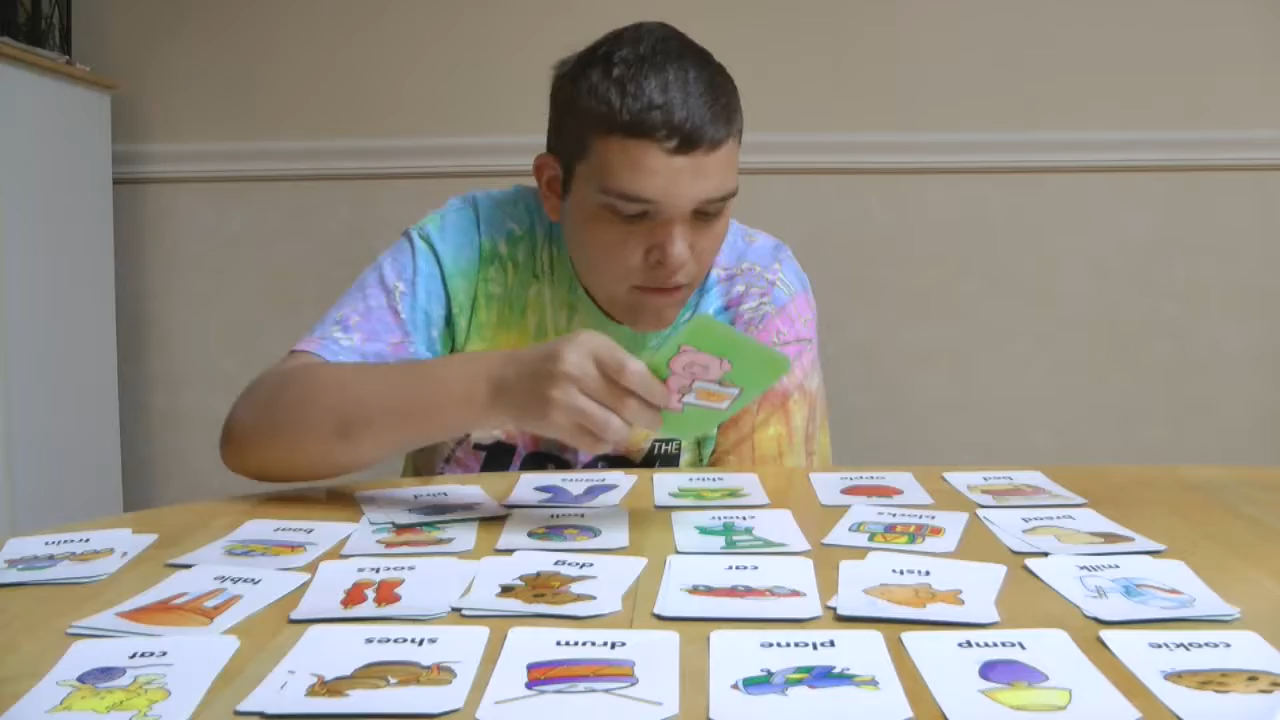 THE
bird
pants
shirt
apple
bed
train
boat
ball
chair
blocks
bread
table
socks
dog
car
fish
milk
cat
shoes
drum
plane
lamp
cookie